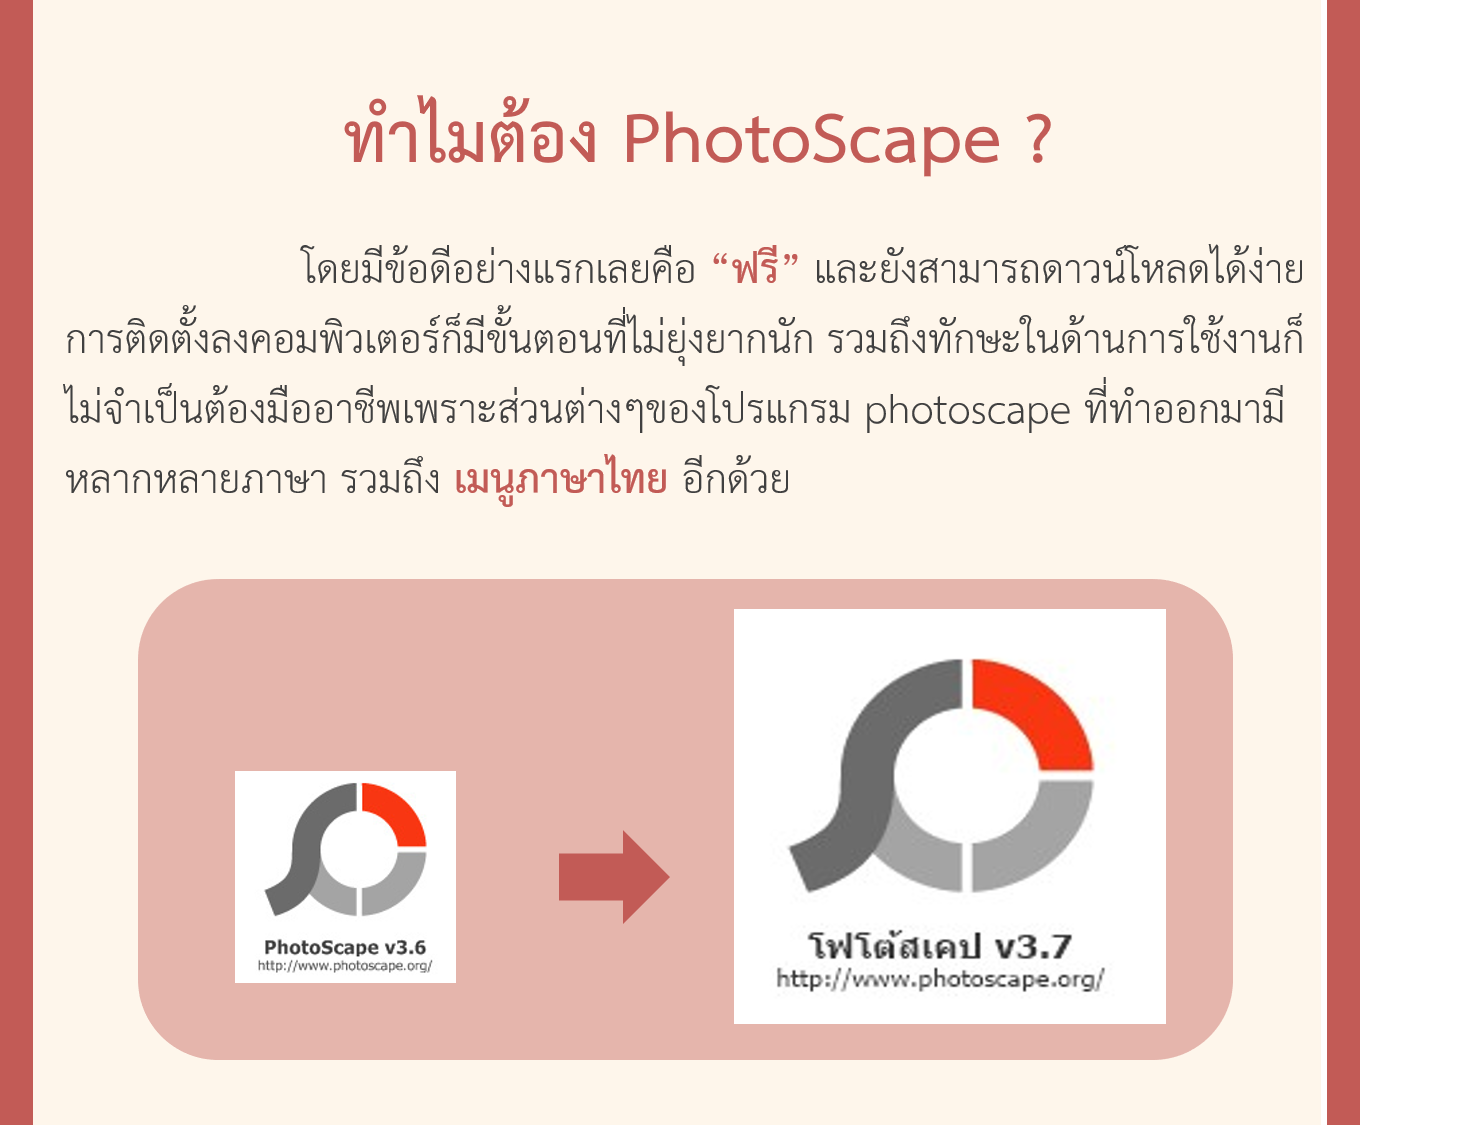 ทำไมต้อง PhotoScape ?
โดยมีข้อดีอย่างแรกเลยคือ “ฟรี” และยังสามารถดาวน์โหลดได้ง่าย
การติดตั้งลงคอมพิวเตอร์ก็มีขั้นตอนที่ไม่ยุ่งยากนัก รวมถึงทักษะในด้านการใช้งานก็
ไม่จำเป็นต้องมืออาชีพเพราะส่วนต่างๆของโปรแกรม photoscape ที่ทำออกมามี
หลากหลายภาษา รวมถึง เมนูภาษาไทย อีกด้วย
PhotoScape v3.6
http://www.photoscape.org/
โฟโต้สเคป v3.7
http://www.photoscape.org/